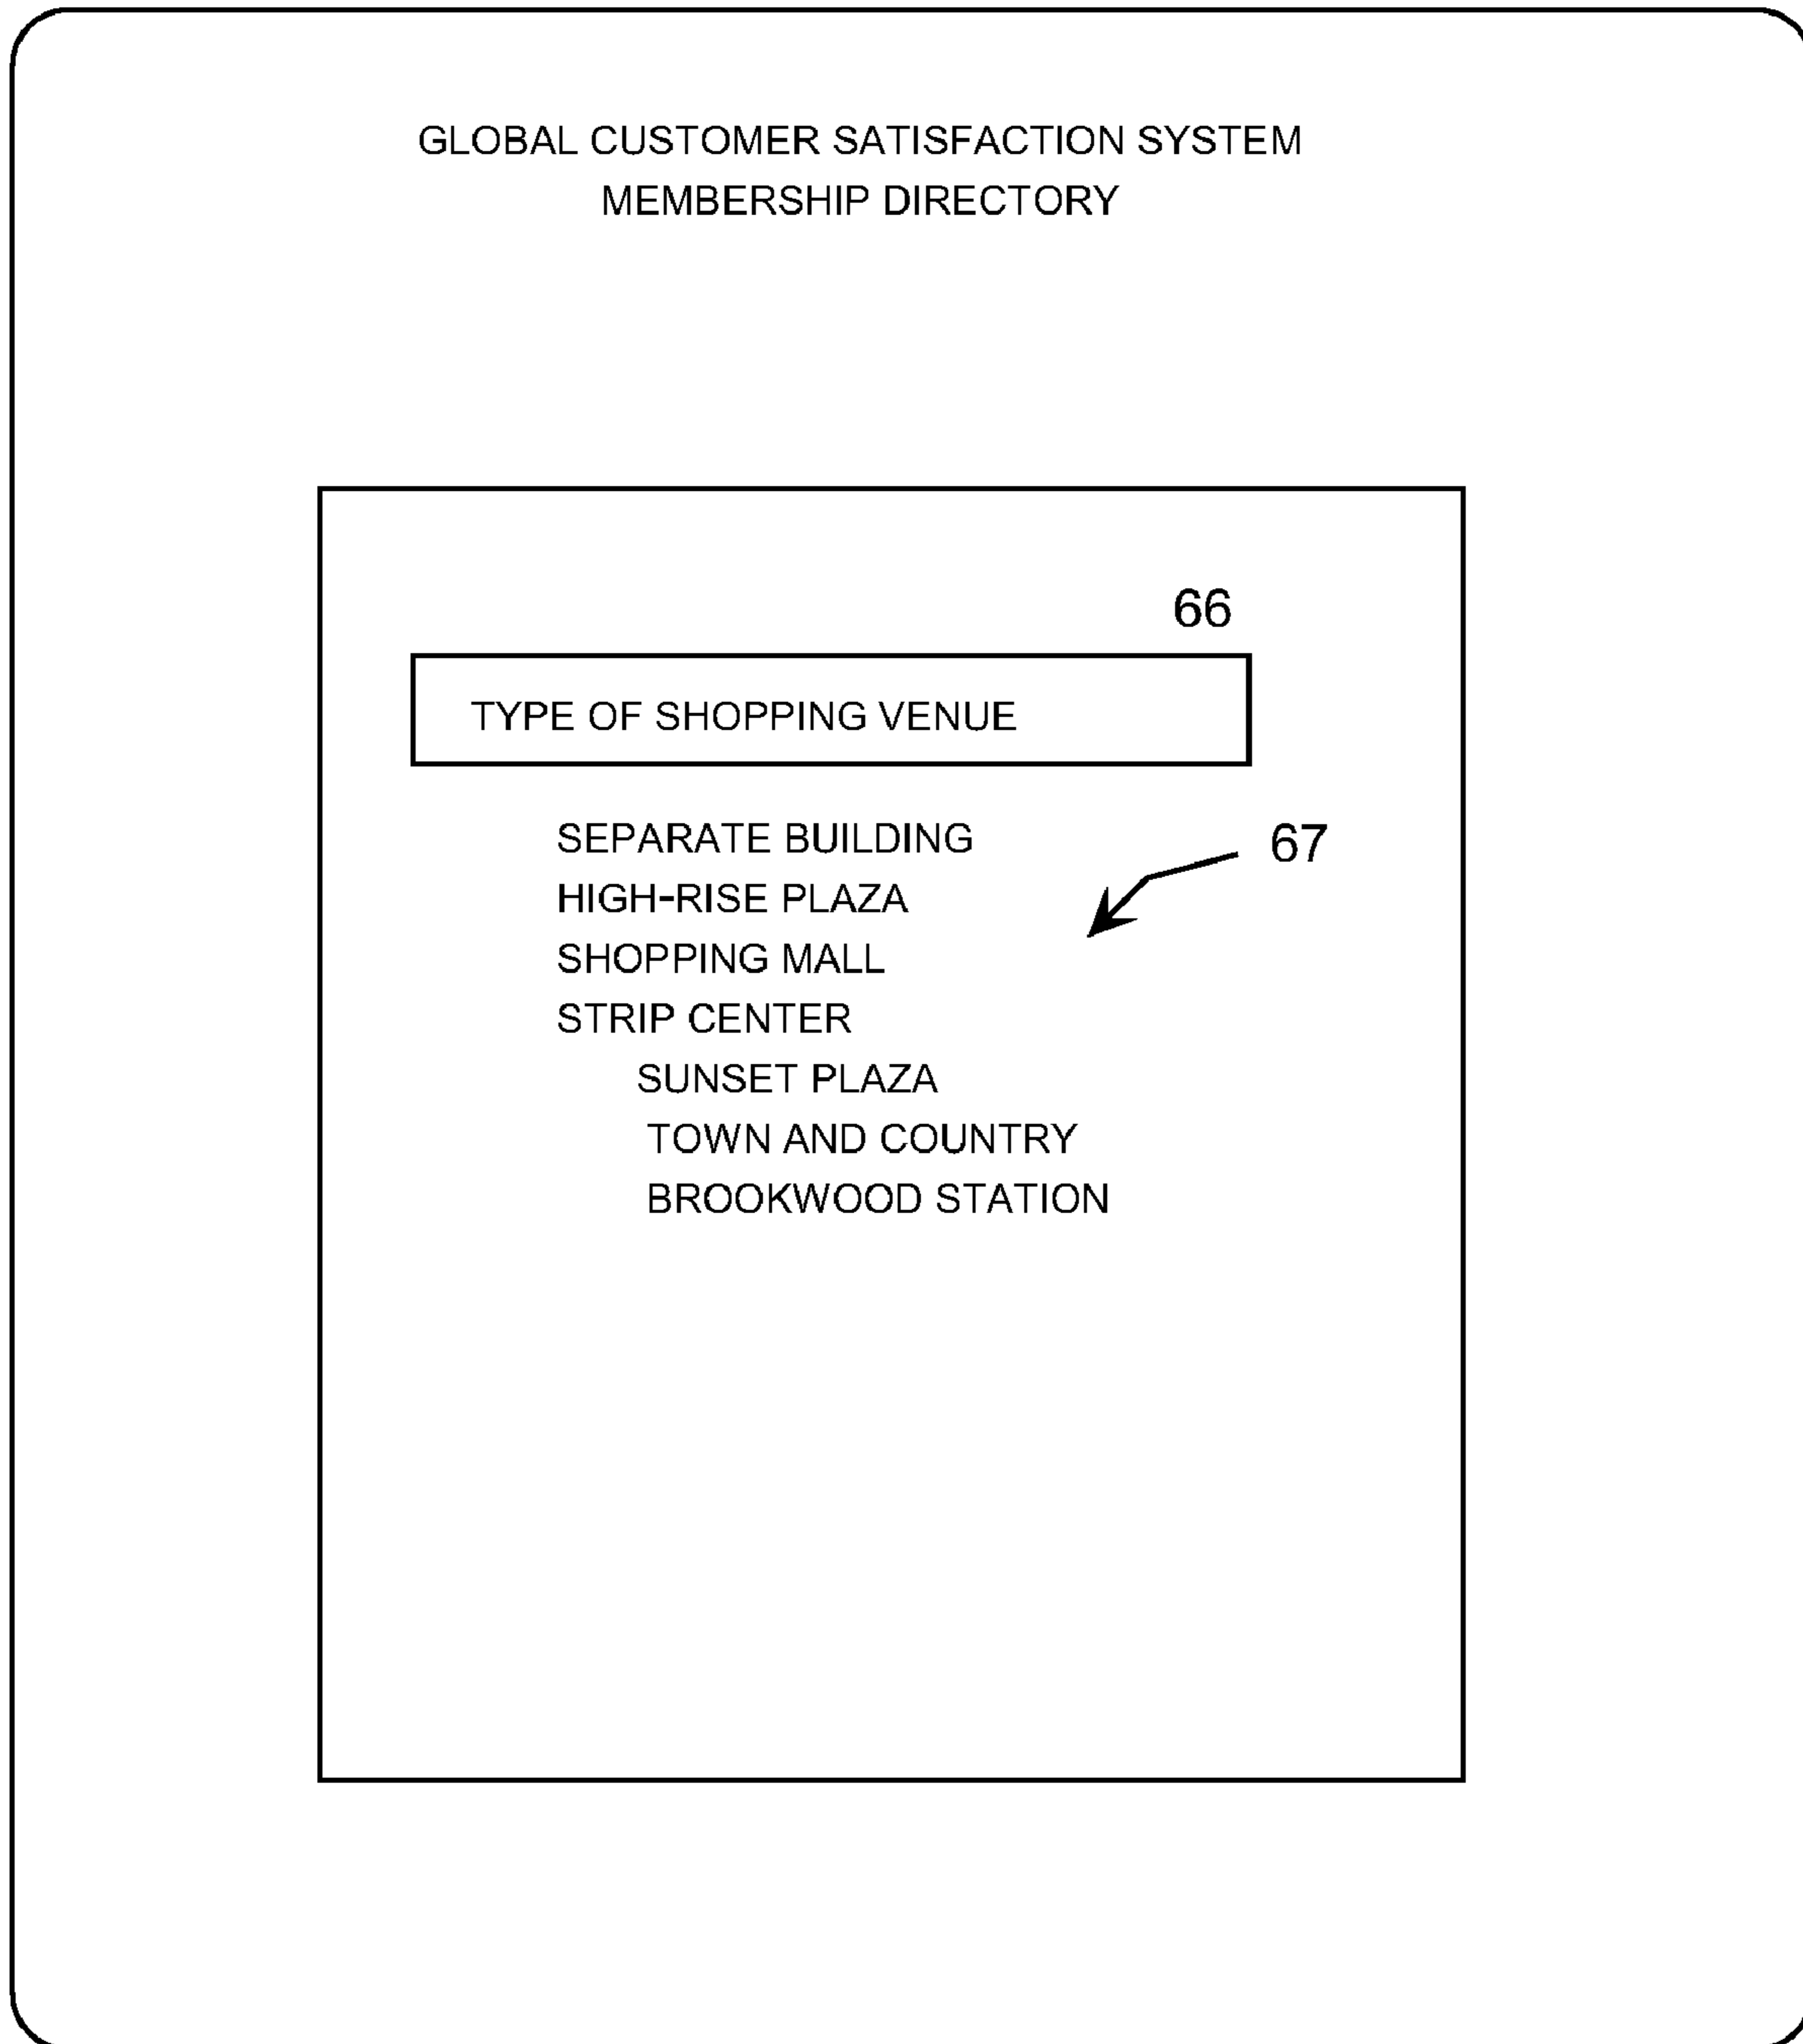 GLOBAL CUSTOMER SATISFACTION SYSTEM
MEMBERSHIP DIRECTORY
66
TYPE OF SHOPPING VENUE
SEPARATE BUILDING
67
HIGH-RISE PLAZA
SHOPPING MALL
STRIP CENTER
SUNSET PLAZA
TOWN AND COUNTRY
BROOKWOOD STATION